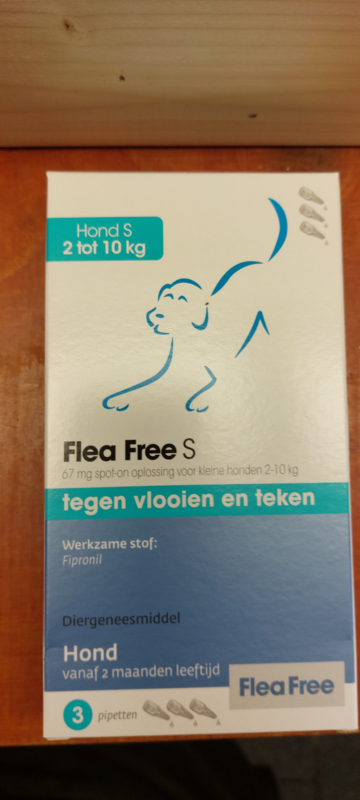 Hond S
2 tot 10 kg
Flea Free S
67 mg spot-on oplossing voor kleine honden 2-10 kg
tegen vlooien en teken
Werkzame stof:
Fipronil
Diergeneesmiddel
Hond
vanaf 2 maanden leeftijd
Flea Free
3 pipetten